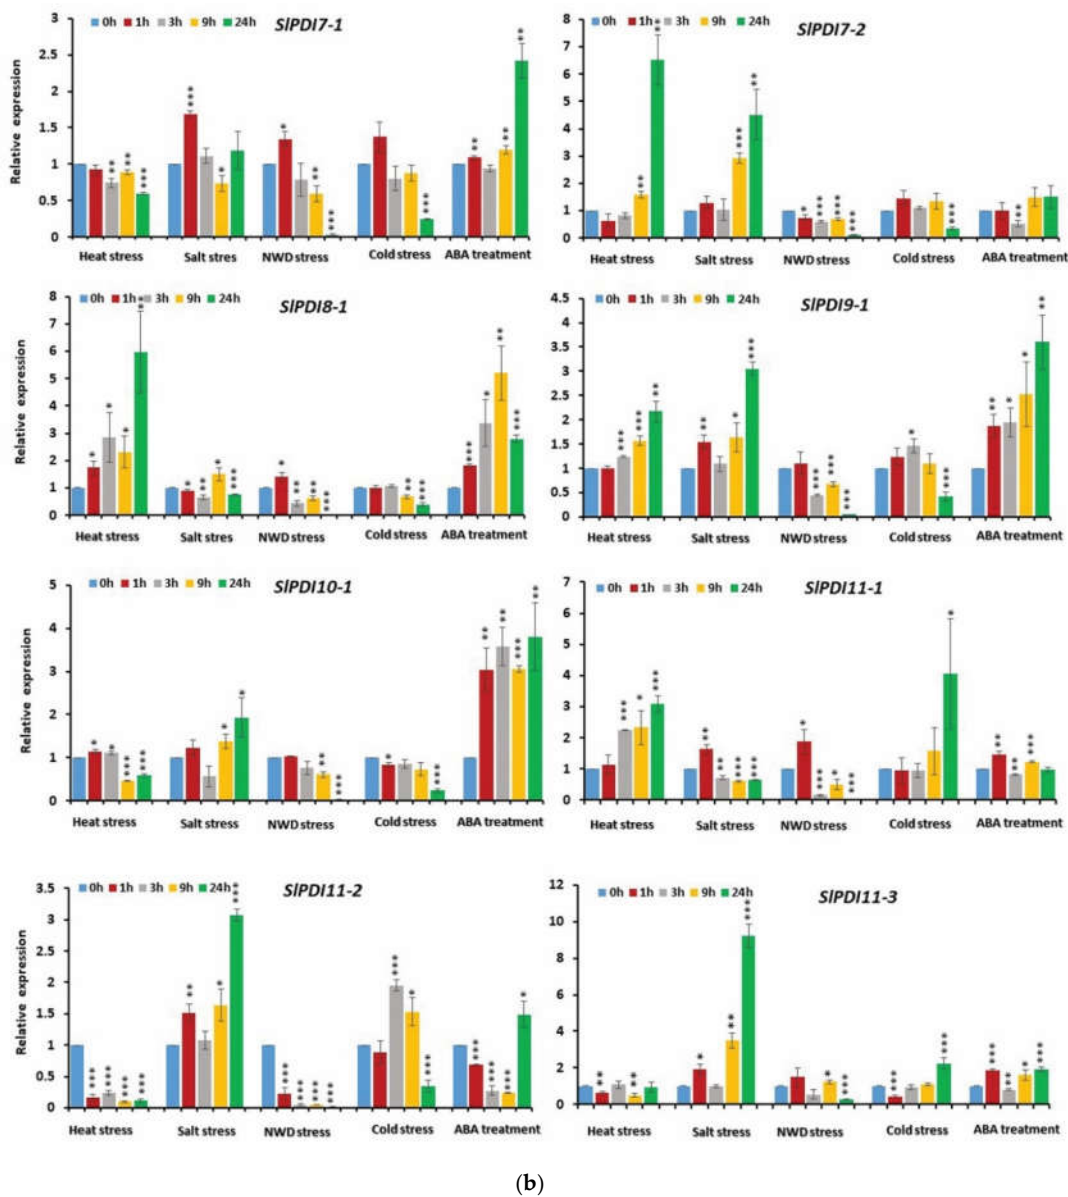 SlPDI7-1
0h 1h 3h 9h 24h
Relative expression
3
2.5
2
1.5
1
0.5
0
*** ** ** *** *** * * ** *** *** ** ** **
Heat stress Salt stres NWD stress Cold stress ABA treatment
SlPDI7-2
0h 1h 3h 9h 24h
8
7
6
5
4
3
2
1
0
** ** *** ** * *** *** *** *** **
Heat stress Salt stress NWD stress Cold stress ABA treatment
SlPDI8-1
0h 1h 3h 9h 24h
Relative expression
8
7
6
5
4
3
2
1
0
* * * * * ** * *** * ** ** *** ** *** *** * ** ***
Heat stress Salt stres NWD stress Cold stress ABA treatment
SlPDI9-1
0h 1h 3h 9h 24h
4.5
4
3.5
3
2.5
2
1.5
1
0.5
0
*** *** ** ** * *** *** *** *** * *** ** * * **
Heat stress Salt stress NWD stress Cold stress ABA treatment
SlPDI10-1
0h 1h 3h 9h 24h
Relative expression
5
4
3
2
1
0
* * *** *** * * ** *** * *** ** ** *** **
Heat stress Salt stress NWD stress Cold stress ABA treatment
SlPDI11-1
0h 1h 3h 9h 24h
7
6
5
4
3
2
1
0
*** * *** ** ** *** *** * *** * *** * ** ** **
Heat stress Salt stress NWD stress Cold stress ABA treatment
SlPDI11-2
0h 1h 3h 9h 24h
Relative expression
3.5
3
2.5
2
1.5
1
0.5
0
*** *** *** *** ** * *** *** *** *** *** *** * *** *** *** ** *
Heat stress Salt stress NWD stress Cold stress ABA treatment
SlPDI11-3
0h 1h 3h 9h 24h
12
10
8
6
4
2
0
** ** * ** *** * *** *** *** *** ** * ***
Heat stress Salt stress NWD stress Cold stress ABA treatment
(b)